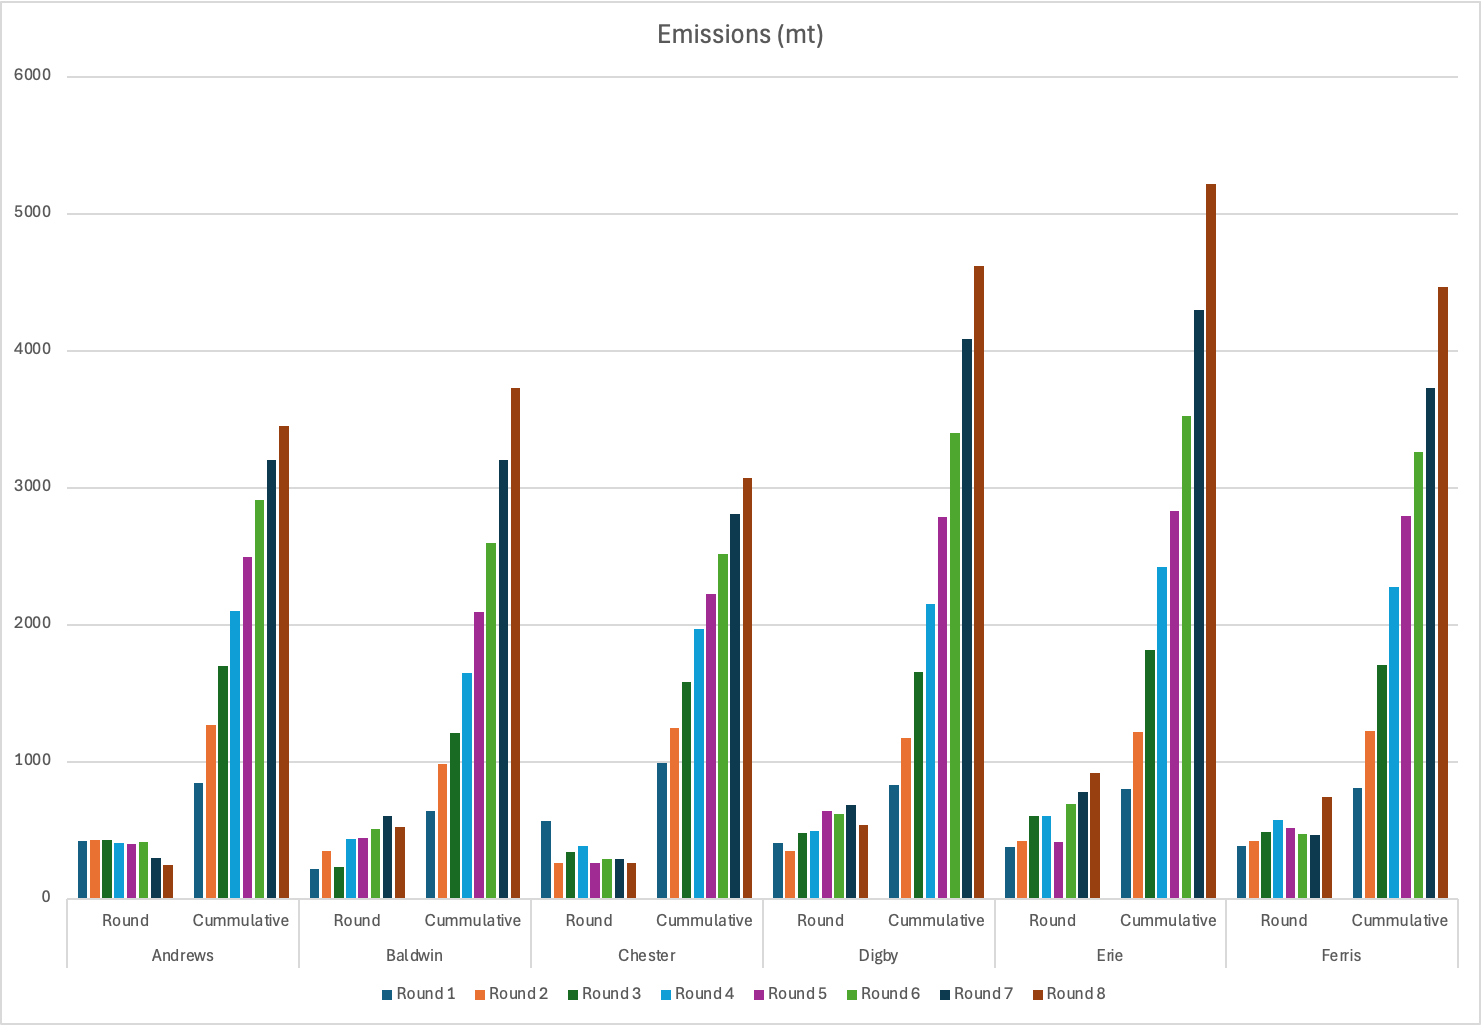 Emissions (mt)
6000
5000
4000
3000
2000
1000
0
Round Cummulative Round Cummulative Round Cummulative Round Cummulative Round Cummulative Round Cummulative
Andrews Baldwin Chester Digby Erie Ferris
Round 1 Round 2 Round 3 Round 4 Round 5 Round 6 Round 7 Round 8